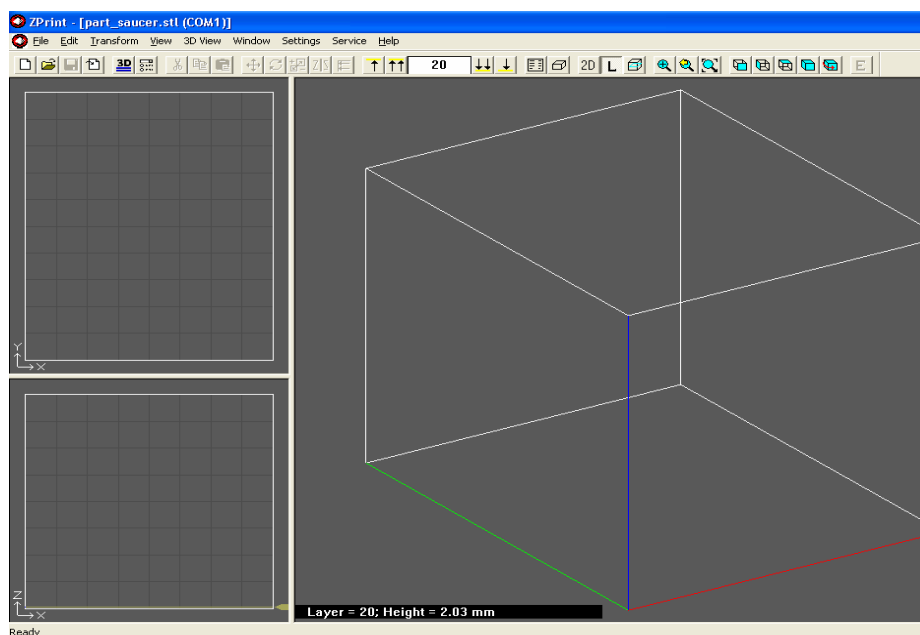 ZPrint - [part_saucer.stl (COM1)]
File Edit Transform View 3D View Window Settings Service Help
3D 20 2D L E
Y
X
Z
X
Layer = 20; Height = 2.03 mm
Ready